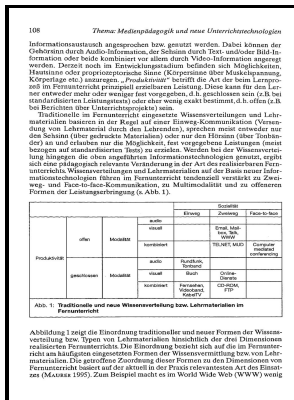 108 Thema: Medienpädagogik und neue Unterrichtstechnologien
Informationsaustausch angesprochen bzw. genutzt werden. Dabei können der
Gehörsinn durch Audio-Information, der Sehsinn durch Text- und/oder Bild-In-
formation oder beide kombiniert vor allem durch Video-Information angeregt
werden. Derzeit noch im Entwicklungsstadium befinden sich Möglichkeiten,
Hautsinne oder propriozeptorische Sinne (Körpersinne über Muskelspannung,
Körperlage etc.) anzuregen. „Produktivität" betrifft die Art der beim Lernpro-
zeß im Fernunterricht prinzipiell erzielbaren Leistung. Diese kann für den Ler-
ner entweder mehr oder weniger fest vorgegeben, d.h. geschlossen sein (z.B. bei
standardisierten Leistungstests) oder eher wenig exakt bestimmt, d.h. offen (z.B.
bei Berichten über Unterrichtsprojekte) sein.
Traditionelle im Fernunterricht eingesetzte Wissensverteilungen und Lehr-
materialien basieren in der Regel auf einer Einweg-Kommunikation (Versen-
dung von Lehrmaterial durch den Lehrenden), sprechen meist entweder nur
den Sehsinn (über gedruckte Materialien) oder nur den Hörsinn (über Tonbän-
der) an und erlauben nur die Möglichkeit, fest vorgegebene Leistungen (meist
bezogen auf standardisierten Tests) zu erzielen. Werden bei der Wissensvertei-
lung hingegen die oben angeführten Informationstechnologien genutzt, ergibt
sich eine pädagogisch relevante Veränderung in der Art des realisierbaren Fern-
unterrichts. Wissensverteilungen und Lehrmaterialien auf der Basis neuer Infor-
mationstechnologien führen im Fernunterricht tendenziell verstärkt zu Zwei-
weg- und Face-to-face-Kommunikation, zu Multimodalität und zu offeneren
Formen der Leistungserbringung (s. Abb. 1).
Sozialität
Einweg Zweiweg Face-to-face
audio
visuell Email, Mail-
box, Talk,
WWW
offen Modalität
kombiniert TELNET, MUD Computer
mediated
conferencing
Produktivität
audio Rundfunk,
Tonband
geschlossen Modalität visuell Buch Online-
Dienste
kombiniert Fernsehen, CD-ROM,
Videoband, FTP
KabelTV
Abb. 1: Traditionelle und neue Wissensverteilung bzw. Lehrmaterialien im
Fernunterricht
Abbildung 1 zeigt die Einordnung traditioneller und neuer Formen der Wissens-
verteilung bzw. Typen von Lehrmaterialien hinsichtlich der drei Dimensionen
realisierten Fernunterrichts. Die Einordnung bezieht sich auf die im Fernunter-
richt am häufigsten eingesetzten Formen der Wissensvermittlung bzw. von Lehr-
materialien. Die getroffene Zuordnung dieser Formen zu den Dimensionen von
Fernunterricht basiert auf der aktuell in der Praxis relevantesten Art des Einsat-
zes (MAURER 1995). Zum Beispiel macht es im World Wide Web (WWW) wenig